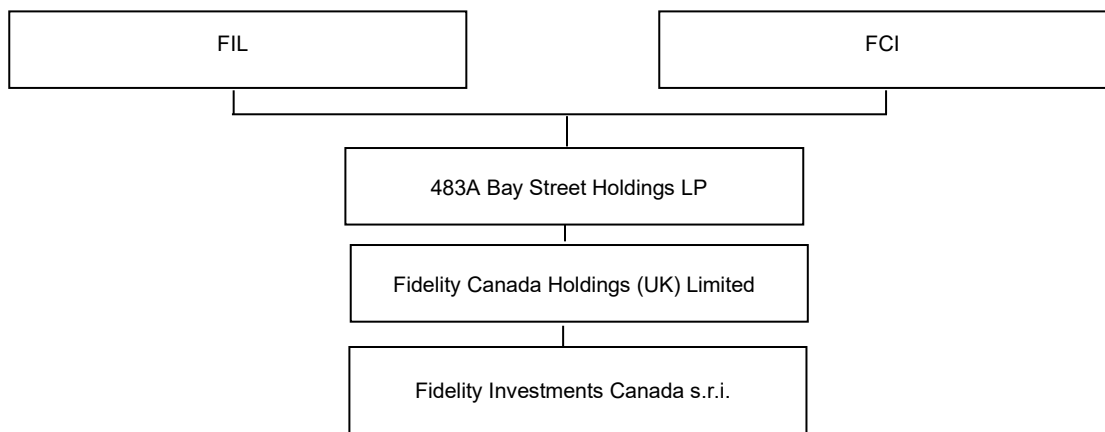 FIL
FCI
483A Bay Street Holdings LP
Fidelity Canada Holdings (UK) Limited
Fidelity Investments Canada s.r.i.